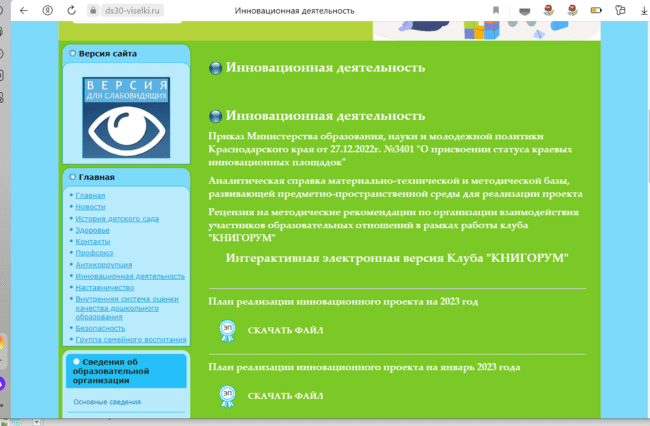 ds30-viselki.ru
Инновационная деятельность
Версия сайта
ВЕРСИЯ
ДЛЯ СЛАБОВИДЯЩИХ
Главная
Главная
Новости
История детского сада
Здоровье
Контакты
Профсоюз
Антикоррупция
Инновационная деятельность
Наставничество
Внутренняя система оценки
качества дошкольного
образования
Безопасность
Группа семейного воспитания
Сведения об
образовательной
организации
Основные сведения
Инновационная деятельность
Инновационная деятельность
Приказ Министерства образования, науки и молодежной политики
Краснодарского края от 27.12.2022г. №3401 "О присвоении статуса краевых
инновационных площадок"
Аналитическая справка материально-технической и методической базы,
развивающей предметно-пространственной среды для реализации проекта
Рецензия на методические рекомендации по организации взаимодействия
участников образовательных отношений в рамках работы клуба
"КНИГОРУМ"
Интерактивная электронная версия Клуба "КНИГОРУМ"
План реализации инновационного проекта на 2023 год
ЭП
СКАЧАТЬ ФАЙЛ
План реализации инновационного проекта на январь 2023 года
ЭП
СКАЧАТЬ ФАЙЛ